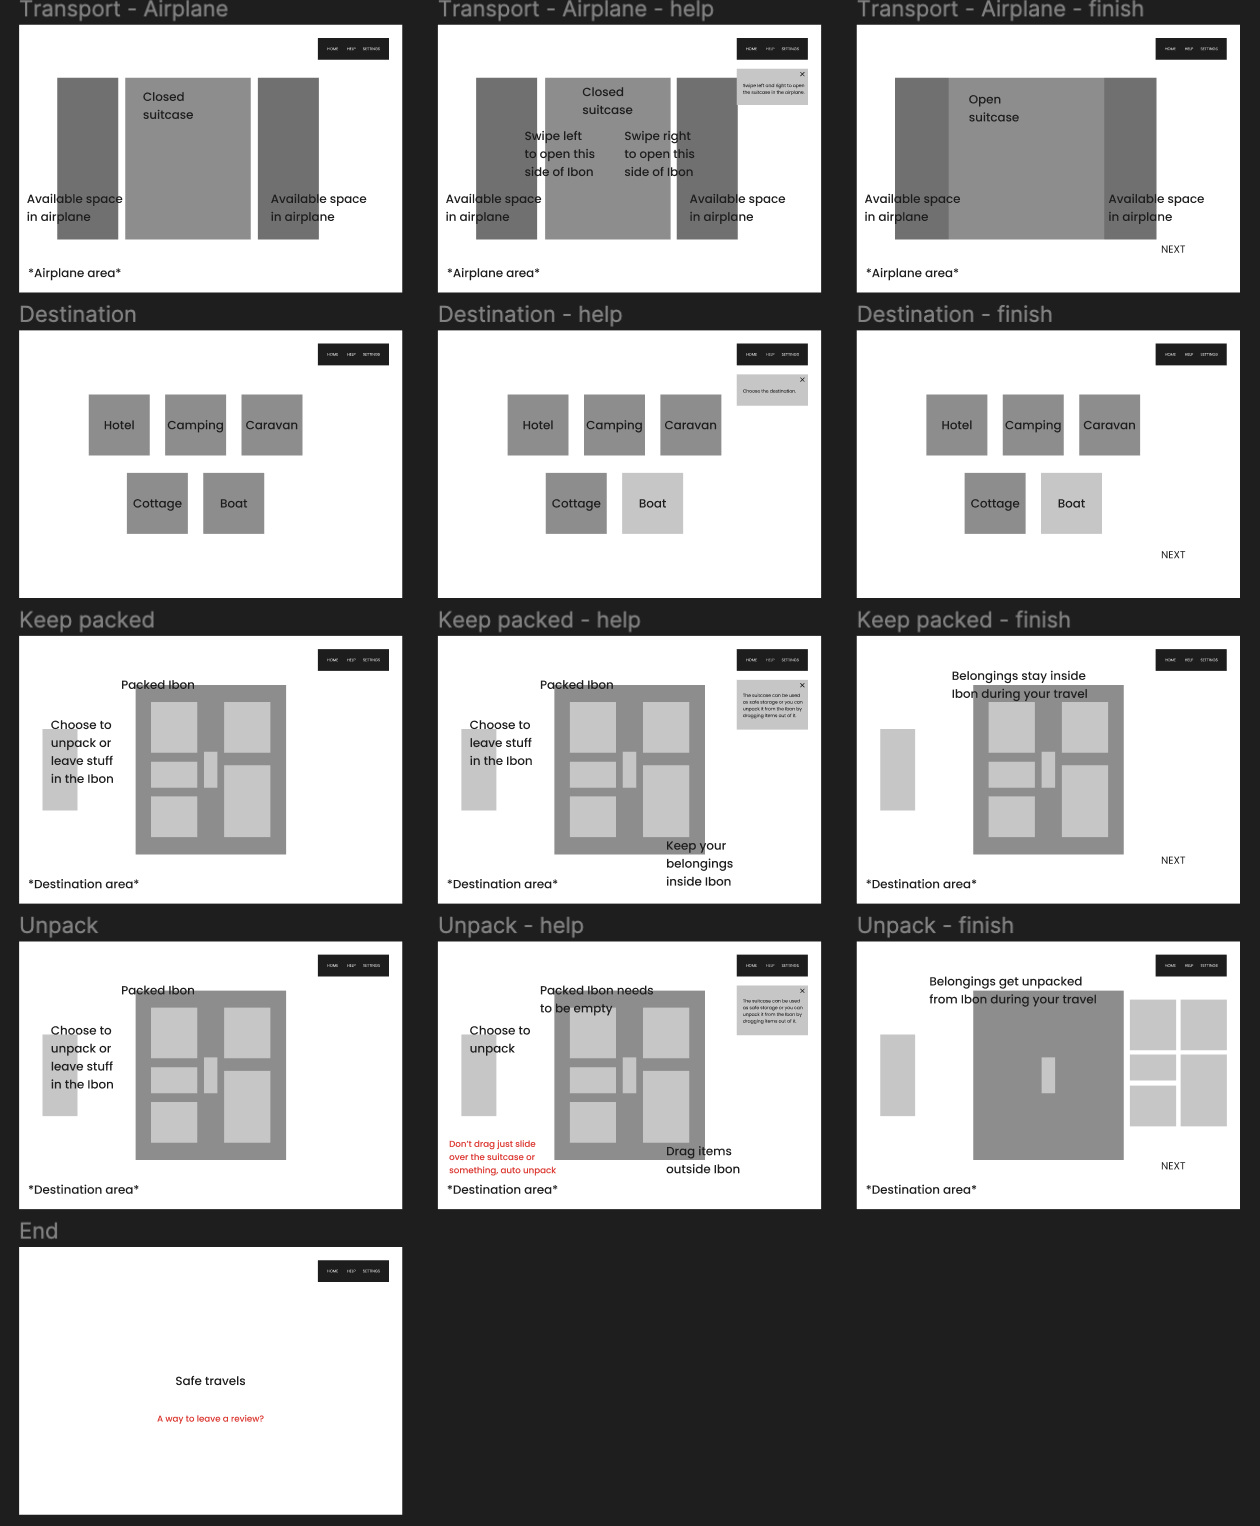 Transport - Airplane
HOME HELP SETTINGS
Closed
suitcase
Available space
in airplane
Available space
in airplane
*Airplane area*
Transport - Airplane - help
HOME HELP SETTINGS
Swipe left and right to open
the suitcase in the airplane.
Closed
suitcase
Swipe left
to open this
side of Ibon
Swipe right
to open this
side of Ibon
Available space
in airplane
Available space
in airplane
*Airplane area*
Transport - Airplane - finish
HOME HELP SETTINGS
Open
suitcase
Available space
in airplane
Available space
in airplane
NEXT
*Airplane area*
Destination
HOME HELP SETTINGS
Hotel
Camping
Caravan
Cottage
Boat
Destination - help
HOME HELP SETTINGS
Choose the destination.
Hotel
Camping
Caravan
Cottage
Boat
Destination - finish
HOME HELP SETTINGS
Hotel
Camping
Caravan
Cottage
Boat
NEXT
Keep packed
HOME HELP SETTINGS
Packed Ibon
Choose to
unpack or
leave stuff
in the Ibon
*Destination area*
Keep packed - help
HOME HELP SETTINGS
Packed Ibon
The suitcase can be used
as safe storage or you can
unpack it from the Ibon by
dragging items out of it.
Choose to
leave stuff
in the Ibon
Keep your
belongings
inside Ibon
*Destination area*
Keep packed - finish
HOME HELP SETTINGS
Belongings stay inside
Ibon during your travel
NEXT
*Destination area*
Unpack
HOME HELP SETTINGS
Packed Ibon
Choose to
unpack or
leave stuff
in the Ibon
*Destination area*
Unpack - help
HOME HELP SETTINGS
Packed Ibon needs
to be empty
The suitcase can be used
as safe storage or you can
unpack it from the Ibon by
dragging items out of it.
Choose to
unpack
Don't drag just slide
over the suitcase or
something, auto unpack
Drag items
outside Ibon
*Destination area*
Unpack - finish
HOME HELP SETTINGS
Belongings get unpacked
from Ibon during your travel
NEXT
*Destination area*
End
HOME HELP SETTINGS
Safe travels
A way to leave a review?